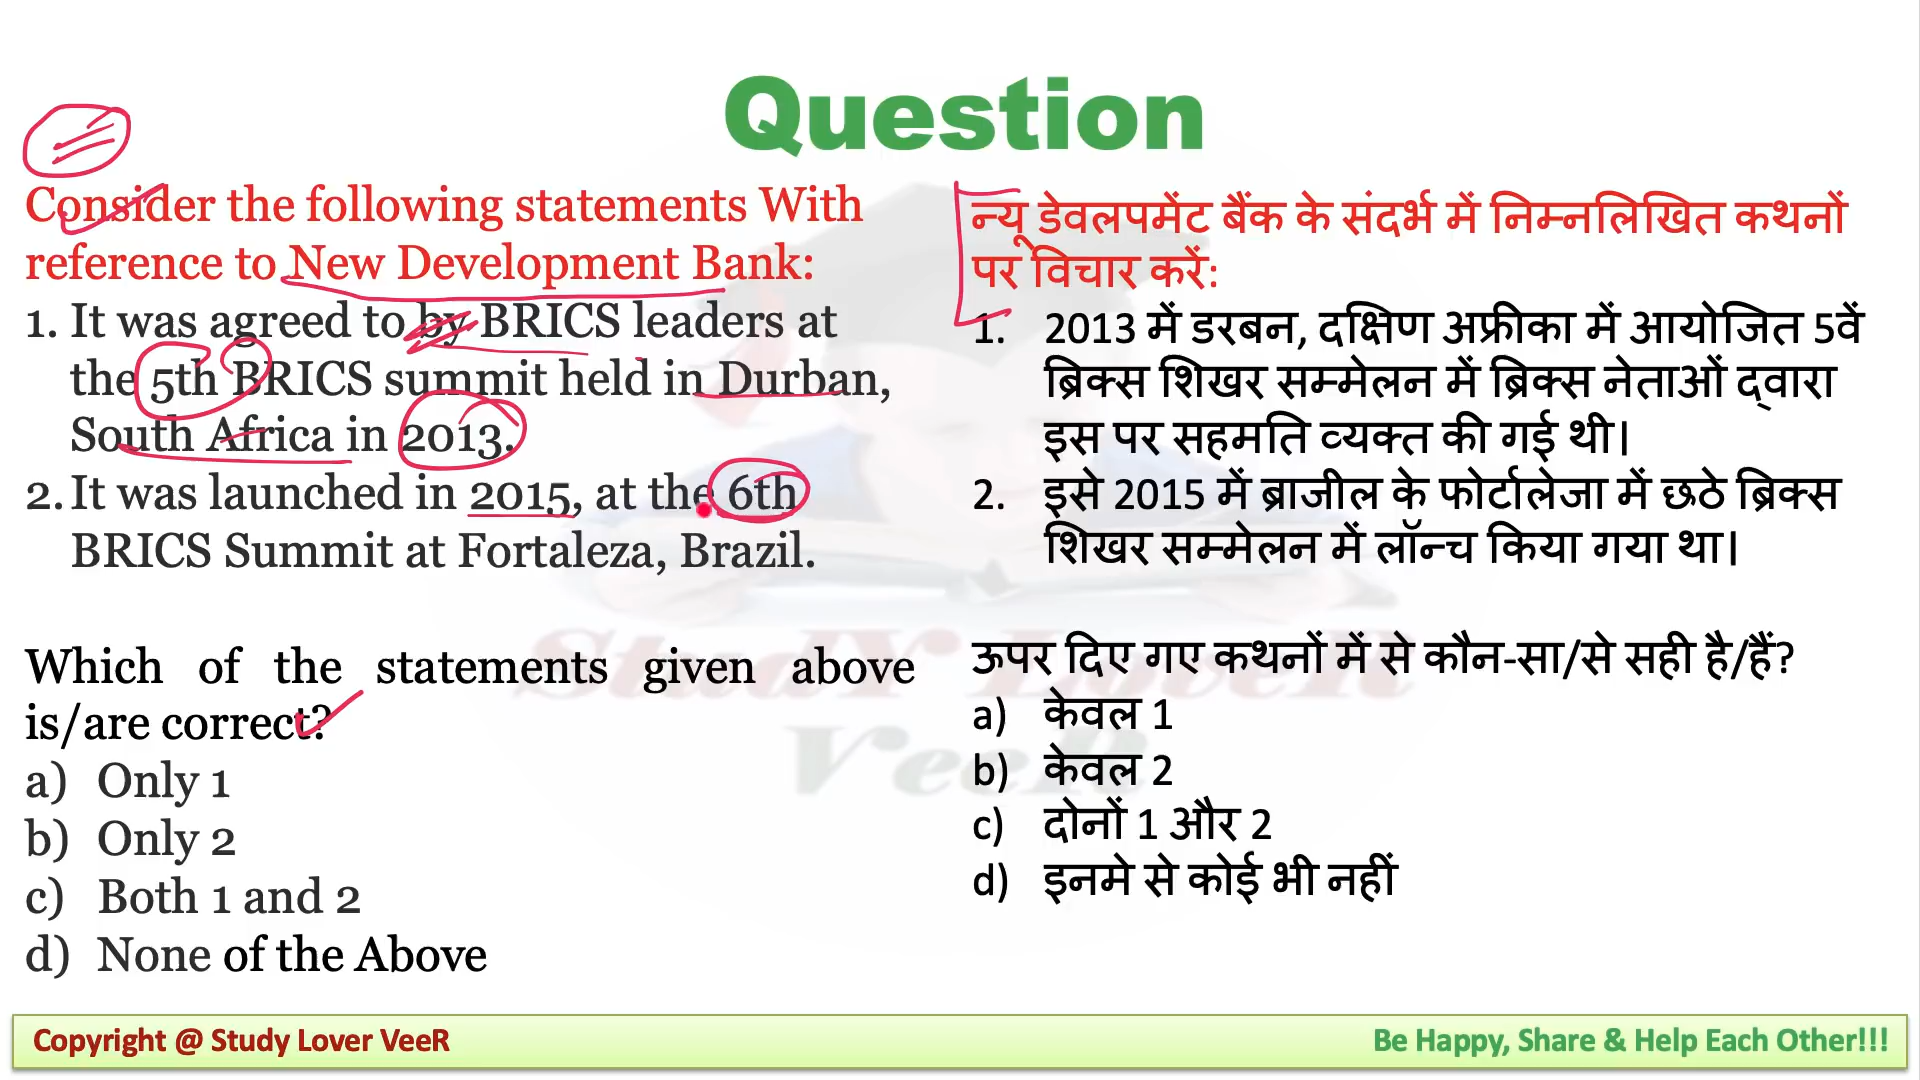 Question
Consider the following statements With
reference to New Development Bank:
1. It was agreed to by BRICS leaders at
the 5th BRICS summit held in Durban,
South Africa in 2013.
2. It was launched in 2015, at the 6th
BRICS Summit at Fortaleza, Brazil.
Which of the statements given above
is/are correct?
a) Only 1
b) Only 2
c) Both 1 and 2
d) None of the Above
न्यू डेवलपमेंट बैंक के संदर्भ में निम्नलिखित कथनों
पर विचार करें:
1. 2013 में डरबन, दक्षिण अफ्रीका में आयोजित 5वें
ब्रिक्स शिखर सम्मेलन में ब्रिक्स नेताओं द्वारा
इस पर सहमति व्यक्त की गई थी।
2. इसे 2015 में ब्राजील के फोर्टालेजा में छठे ब्रिक्स
शिखर सम्मेलन में लॉन्च किया गया था।
ऊपर दिए गए कथनों में से कौन-सा/से सही है/हैं?
a) केवल 1
b) केवल 2
c) दोनों 1 और 2
d) इनमे से कोई भी नहीं
StudY LoveR
VeeR
Copyright @ Study Lover VeeR
Be Happy, Share & Help Each Other!!!